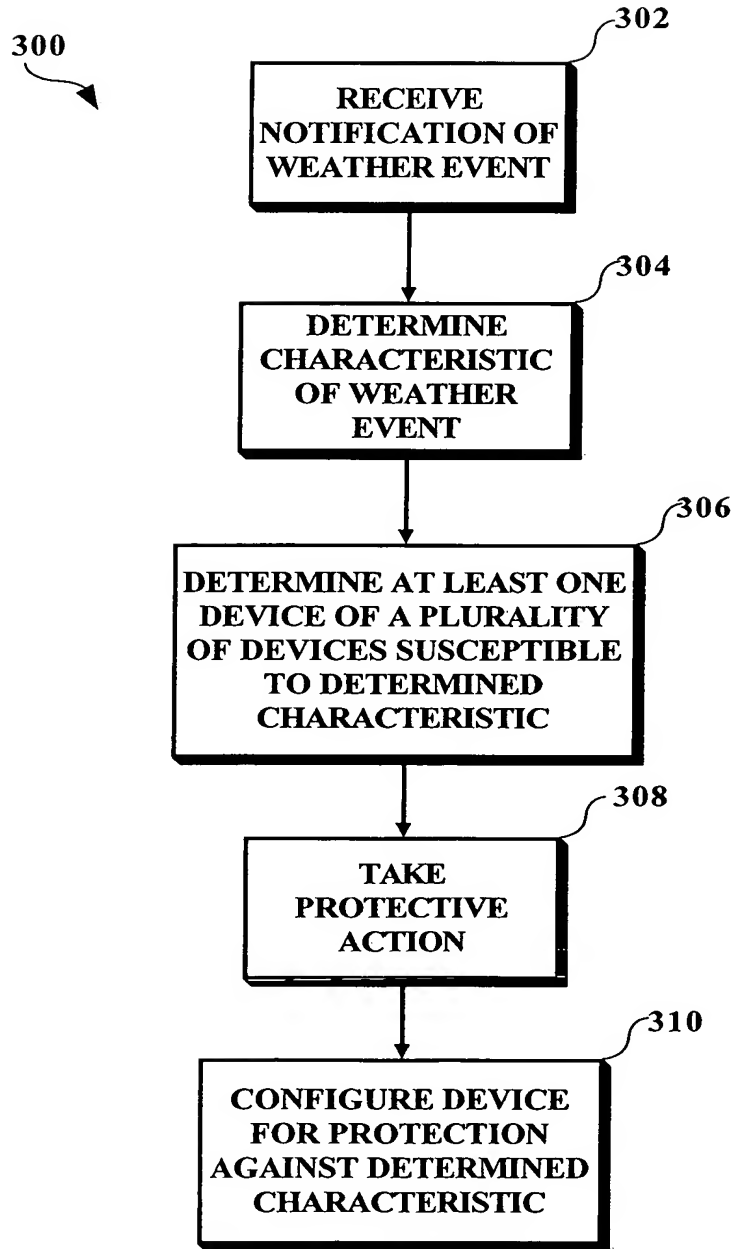 300
302
RECEIVE
NOTIFICATION OF
WEATHER EVENT
304
DETERMINE
CHARACTERISTIC
OF WEATHER
EVENT
306
DETERMINE AT LEAST ONE
DEVICE OF A PLURALITY
OF DEVICES SUSCEPTIBLE
TO DETERMINED
CHARACTERISTIC
308
TAKE
PROTECTIVE
ACTION
310
CONFIGURE DEVICE
FOR PROTECTION
AGAINST DETERMINED
CHARACTERISTIC